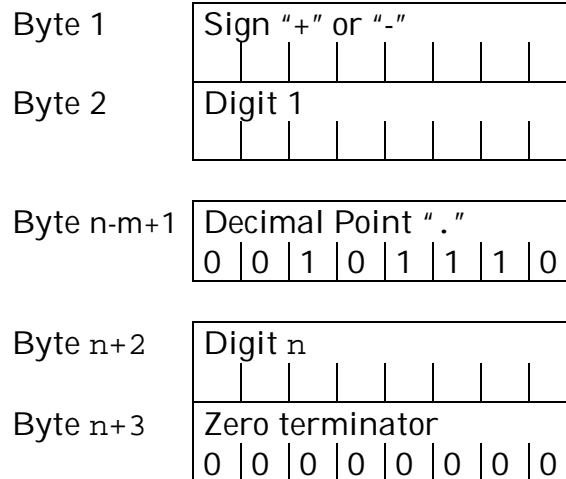 Byte 1 Sign "+" or "-"
Byte 2 Digit 1
Byte n-m+1 Decimal Point "."
0 0 1 0 1 1 1 0
Byte n+2 Digit n
Byte n+3 Zero terminator
0 0 0 0 0 0 0 0